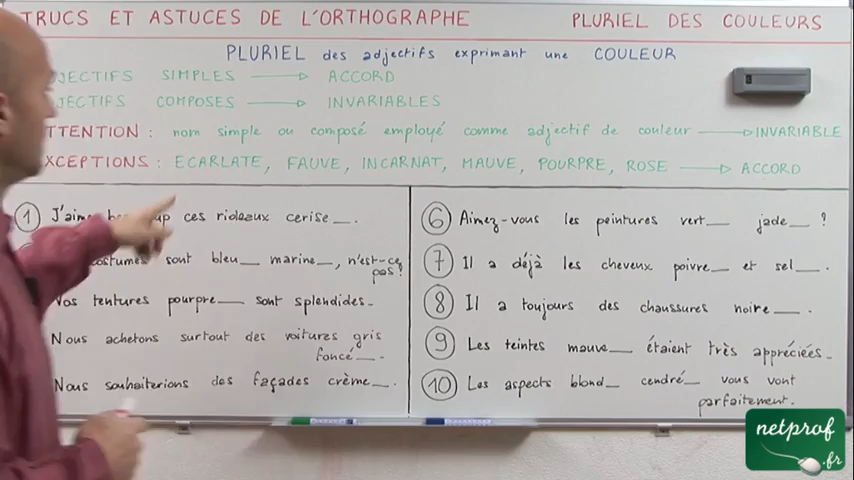 TRUCS ET ASTUCES DE L'ORTHOGRAPHE PLURIEL DES COULEURS
PLURIEL des adjectifs exprimant une COULEUR
JECTIFS SIMPLES → ACCORD
JECTIFS COMPOSES → INVARIABLES
TTENTION : nom simple ou composé employé comme adjectif de couleur → INVARIABLE
XCEPTIONS : ECARLATE, FAUVE, INCARNAT, MAUVE, POURPRE, ROSE → ACCORD
① J'aime ces rideaux cerise__.
costumes sont bleu__ marine__, n'est-ce
pas?
Vos tentures pourpre__ sont splendides.
Nous achetons surtout des voitures gris
foncé__.
Nous souhaiterions des façades crème__.
⑥ Aimez-vous les peintures vert__ jade__ ?
⑦ Il a déjà les cheveux poivre__ et sel__.
⑧ Il a toujours des chaussures noire__.
⑨ Les teintes mauve__ étaient très appréciées.
⑩ Les aspects blond__ cendré__ vous vont
parfaitement.
netprof
.fr